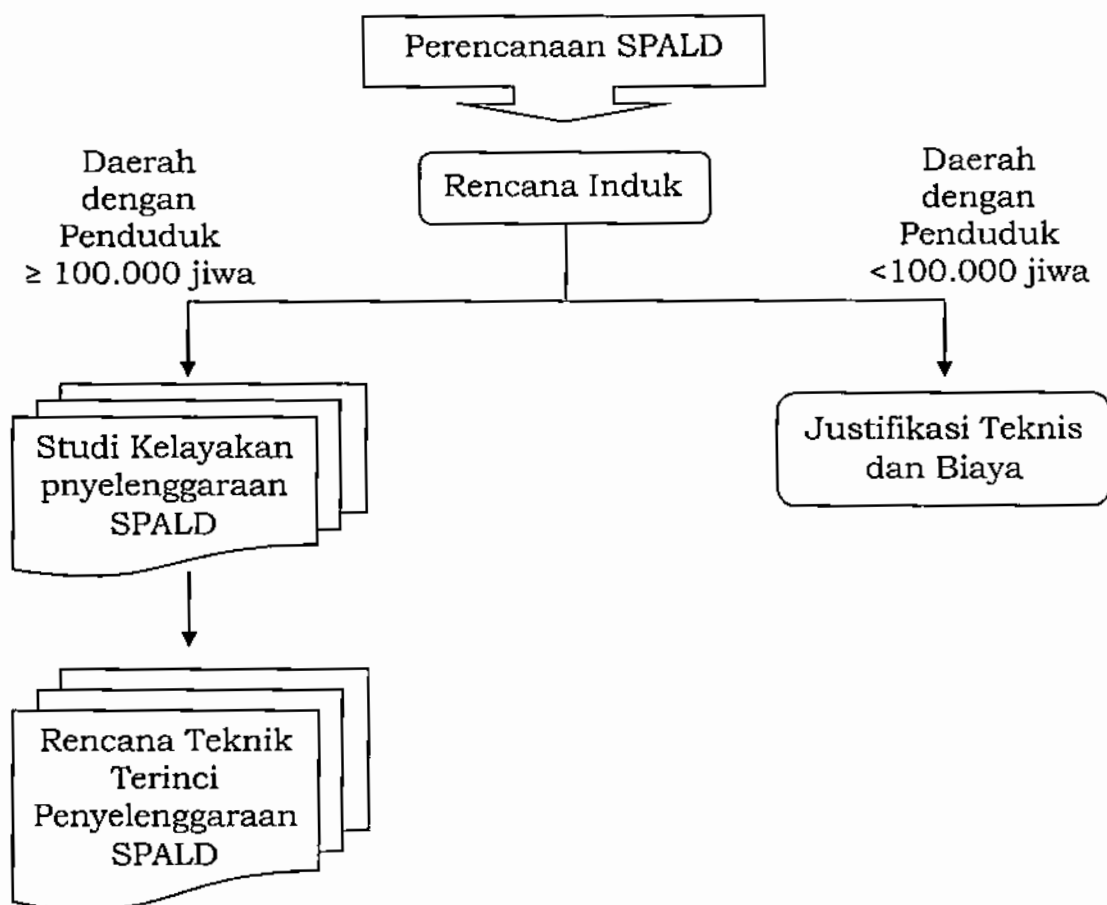 Perencanaan SPALD
Rencana Induk
Daerah
dengan
Penduduk
≥ 100.000 jiwa
Daerah
dengan
Penduduk
<100.000 jiwa
Studi Kelayakan
pnyelenggaraan
SPALD
Justifikasi Teknis
dan Biaya
Rencana Teknik
Terinci
Penyelenggaraan
SPALD